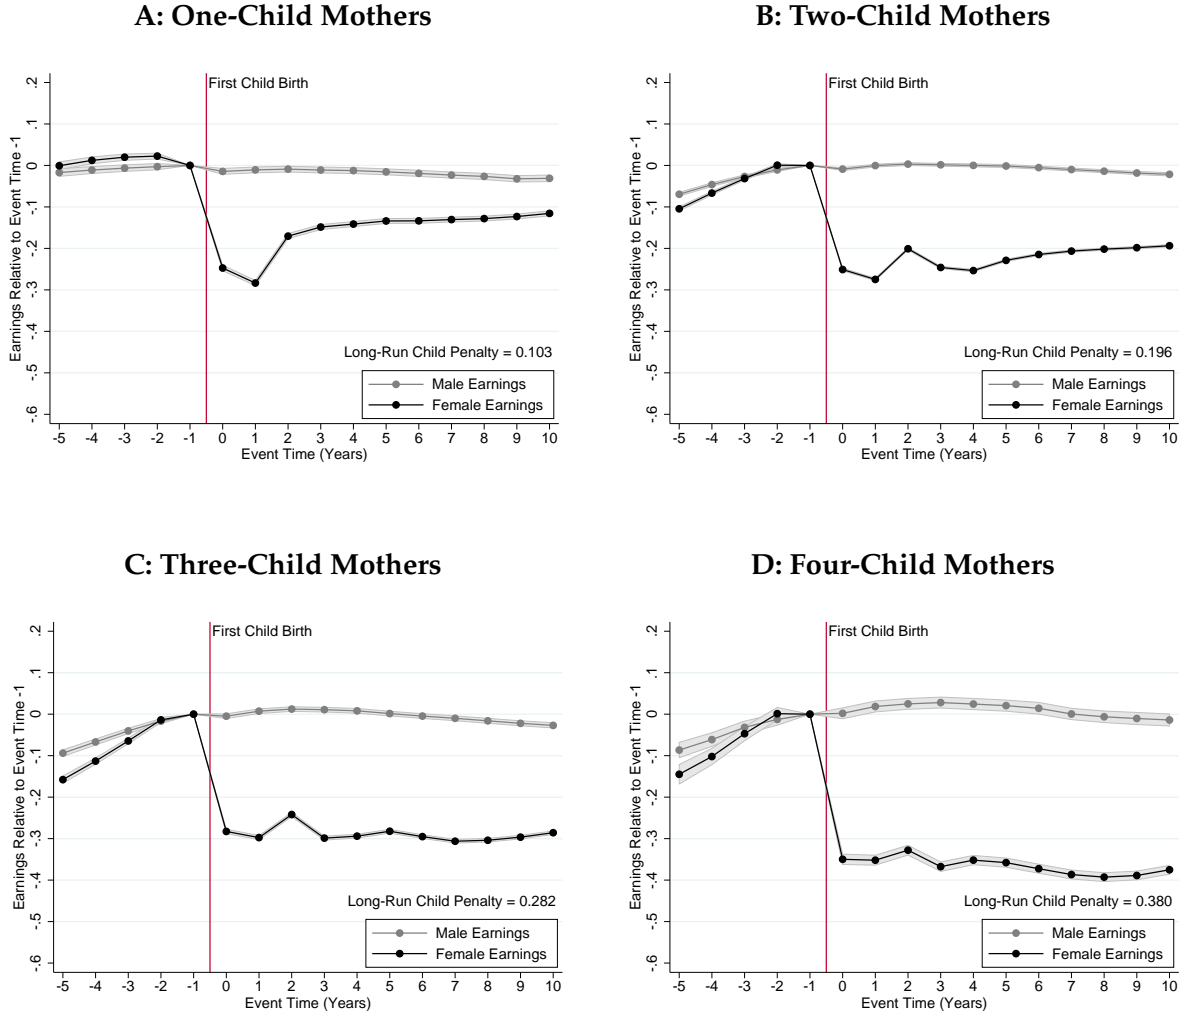 A: One-Child Mothers
Earnings Relative to Event Time -1
.2
.1
0
-.1
-.2
-.3
-.4
-.5
-.6
First Child Birth
Long-Run Child Penalty = 0.103
Male Earnings
Female Earnings
-5 -4 -3 -2 -1 0 1 2 3 4 5 6 7 8 9 10
Event Time (Years)
B: Two-Child Mothers
Earnings Relative to Event Time -1
.2
.1
0
-.1
-.2
-.3
-.4
-.5
-.6
First Child Birth
Long-Run Child Penalty = 0.196
Male Earnings
Female Earnings
-5 -4 -3 -2 -1 0 1 2 3 4 5 6 7 8 9 10
Event Time (Years)
C: Three-Child Mothers
Earnings Relative to Event Time -1
.2
.1
0
-.1
-.2
-.3
-.4
-.5
-.6
First Child Birth
Long-Run Child Penalty = 0.282
Male Earnings
Female Earnings
-5 -4 -3 -2 -1 0 1 2 3 4 5 6 7 8 9 10
Event Time (Years)
D: Four-Child Mothers
Earnings Relative to Event Time -1
.2
.1
0
-.1
-.2
-.3
-.4
-.5
-.6
First Child Birth
Long-Run Child Penalty = 0.380
Male Earnings
Female Earnings
-5 -4 -3 -2 -1 0 1 2 3 4 5 6 7 8 9 10
Event Time (Years)